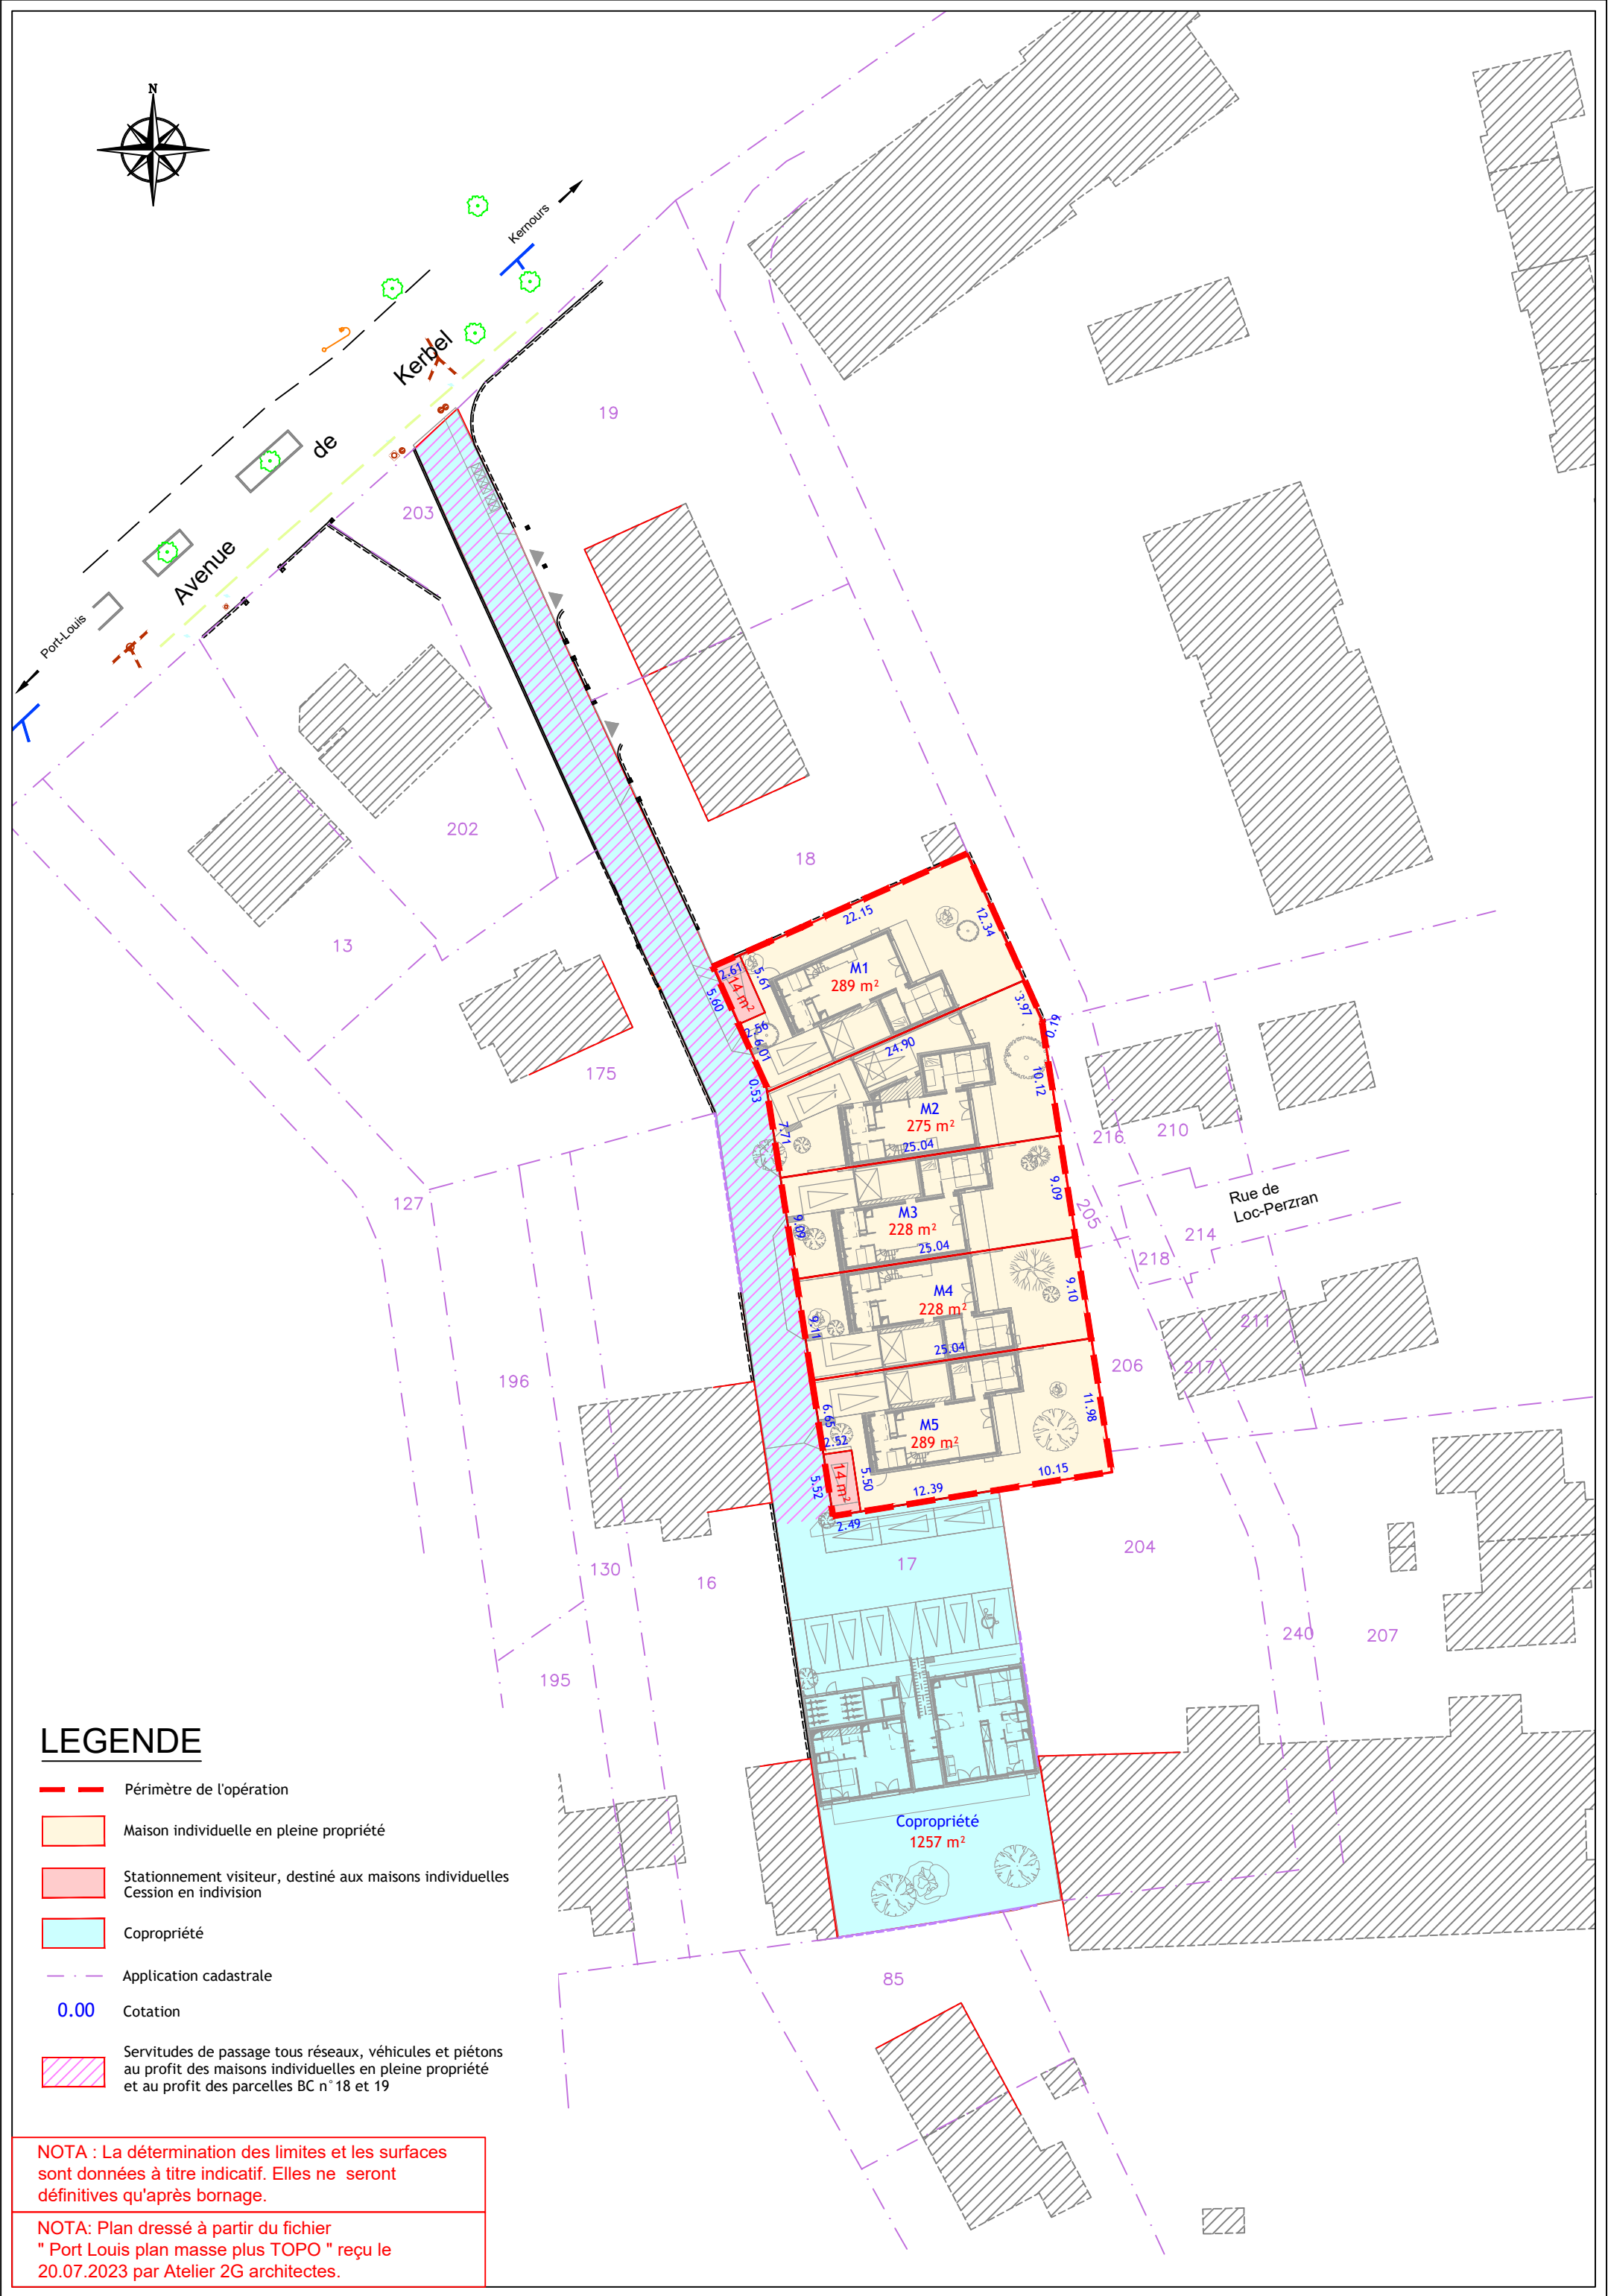 N
Kernours
Kerbel
de
Avenue
Port-Louis
19
203
202
18
13
175
22.15
12.34
M1
289 m²
2.61
5.61
14 m²
5.60
2.56
6.01
3.97
0.19
24.90
0.53
10.12
M2
275 m²
7.71
25.04
216
210
127
M3
228 m²
9.09
9.09
25.04
205
Rue de
Loc-Perzran
214
218
M4
228 m²
9.10
9.11
25.04
211
206
217
196
M5
289 m²
6.65
11.98
2.52
14 m²
5.50
5.52
10.15
12.39
2.49
17
204
130
16
240
207
195
Copropriété
1257 m²
85
LEGENDE
Périmètre de l'opération
Maison individuelle en pleine propriété
Stationnement visiteur, destiné aux maisons individuelles
Cession en indivision
Copropriété
Application cadastrale
0.00 Cotation
Servitudes de passage tous réseaux, véhicules et piétons
au profit des maisons individuelles en pleine propriété
et au profit des parcelles BC n°18 et 19
NOTA : La détermination des limites et les surfaces
sont données à titre indicatif. Elles ne seront
définitives qu'après bornage.
NOTA: Plan dressé à partir du fichier
" Port Louis plan masse plus TOPO " reçu le
20.07.2023 par Atelier 2G architectes.